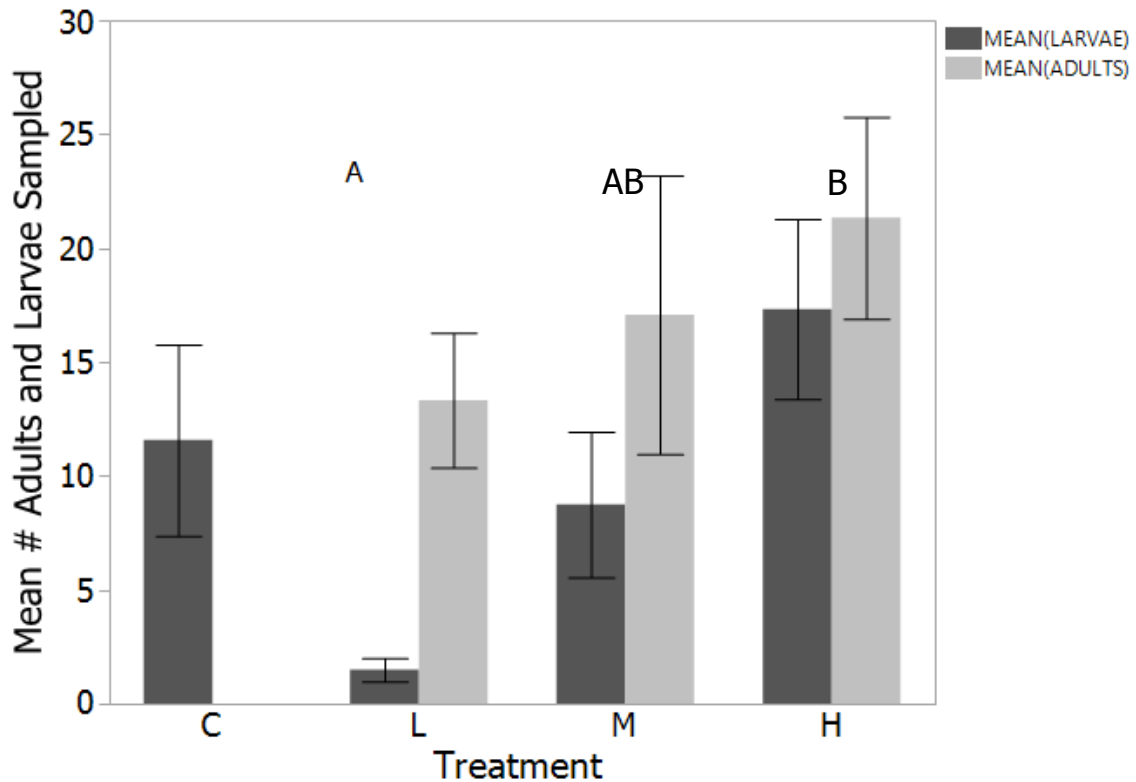 Mean # Adults and Larvae Sampled
30
25
20
15
10
5
0
A
AB
B
MEAN(LARVAE)
MEAN(ADULTS)
C
L
M
H
Treatment